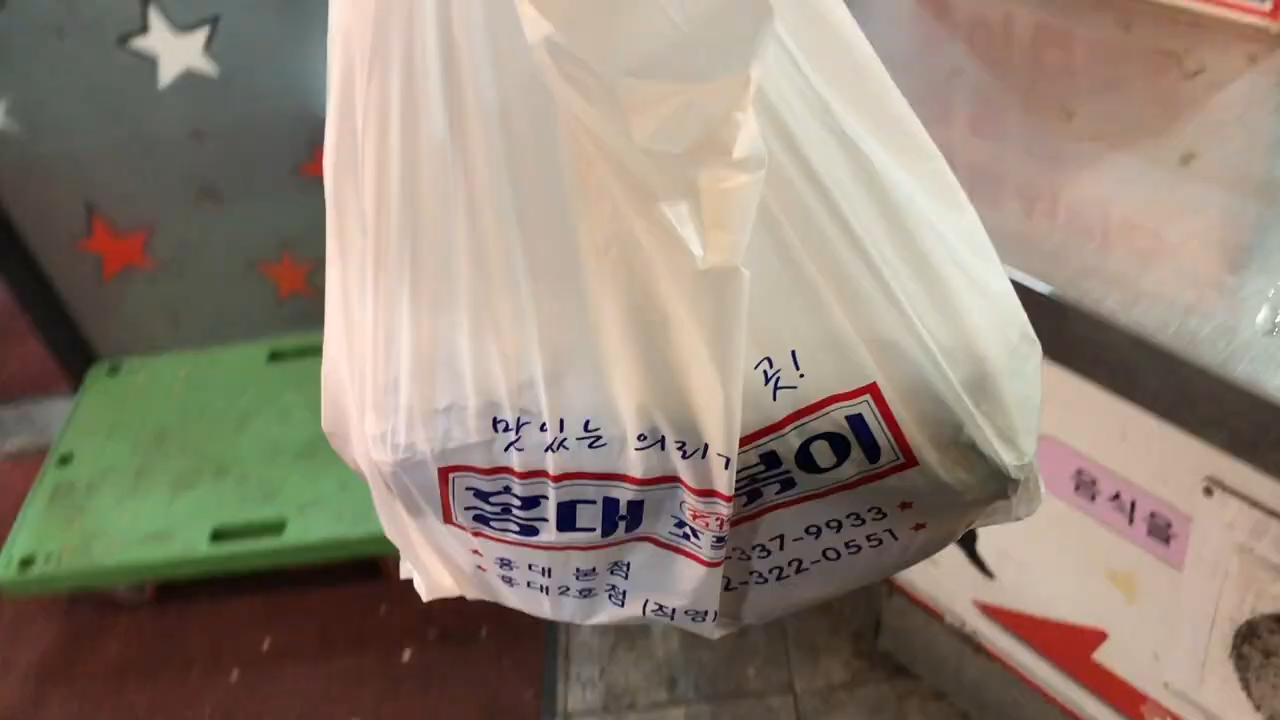 맛있는 의리
곳!
홍대
볶이
홍대 본점
-337-9933
홍대2호점 (직영)
2-322-0551
음식물